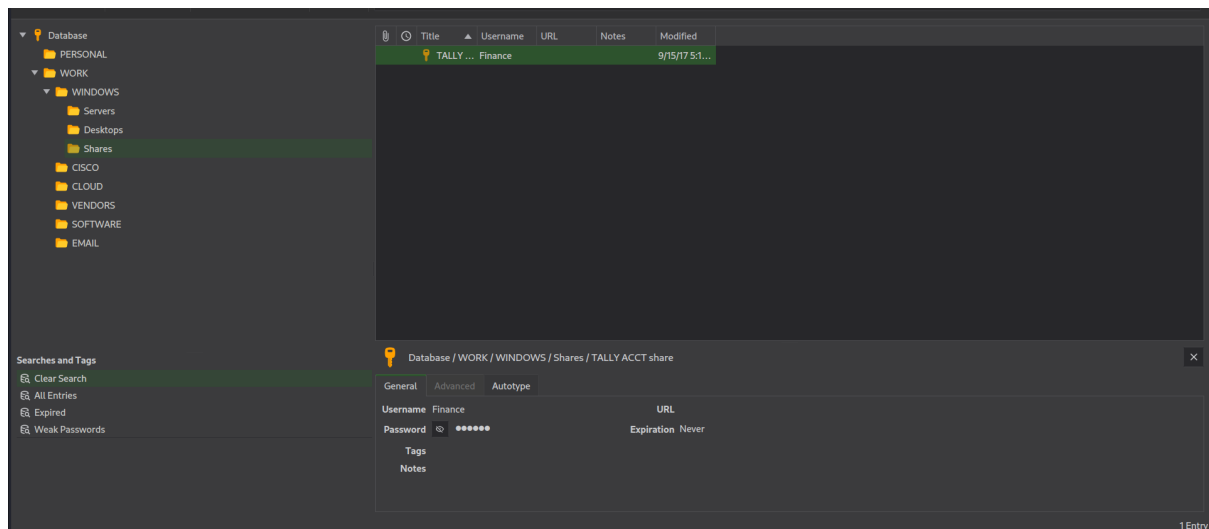 Database
PERSONAL
WORK
WINDOWS
Servers
Desktops
Shares
CISCO
CLOUD
VENDORS
SOFTWARE
EMAIL
Title Username URL Notes Modified
TALLY ... Finance 9/15/17 5:1...
Searches and Tags
Clear Search
All Entries
Expired
Weak Passwords
Database / WORK / WINDOWS / Shares / TALLY ACCT share
General Advanced Autotype
Username Finance URL
Password ●●●●●● Expiration Never
Tags
Notes
1 Entry